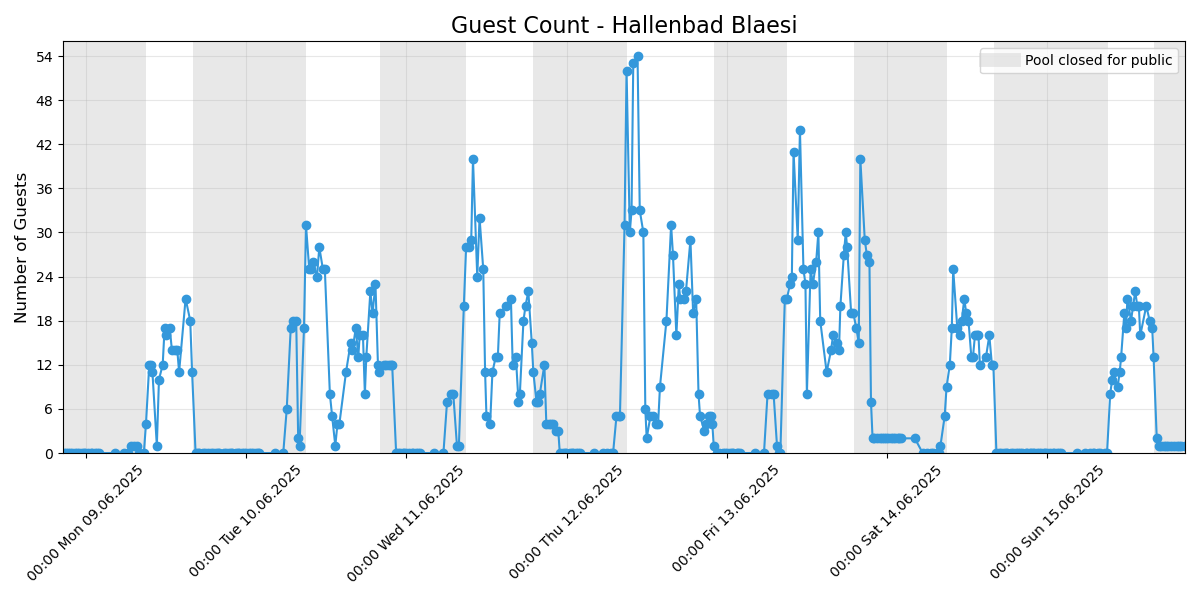 Guest Count - Hallenbad Blaesi
Pool closed for public
Number of Guests
54
48
42
36
30
24
18
12
6
0
00:00 Mon 09.06.2025
00:00 Tue 10.06.2025
00:00 Wed 11.06.2025
00:00 Thu 12.06.2025
00:00 Fri 13.06.2025
00:00 Sat 14.06.2025
00:00 Sun 15.06.2025